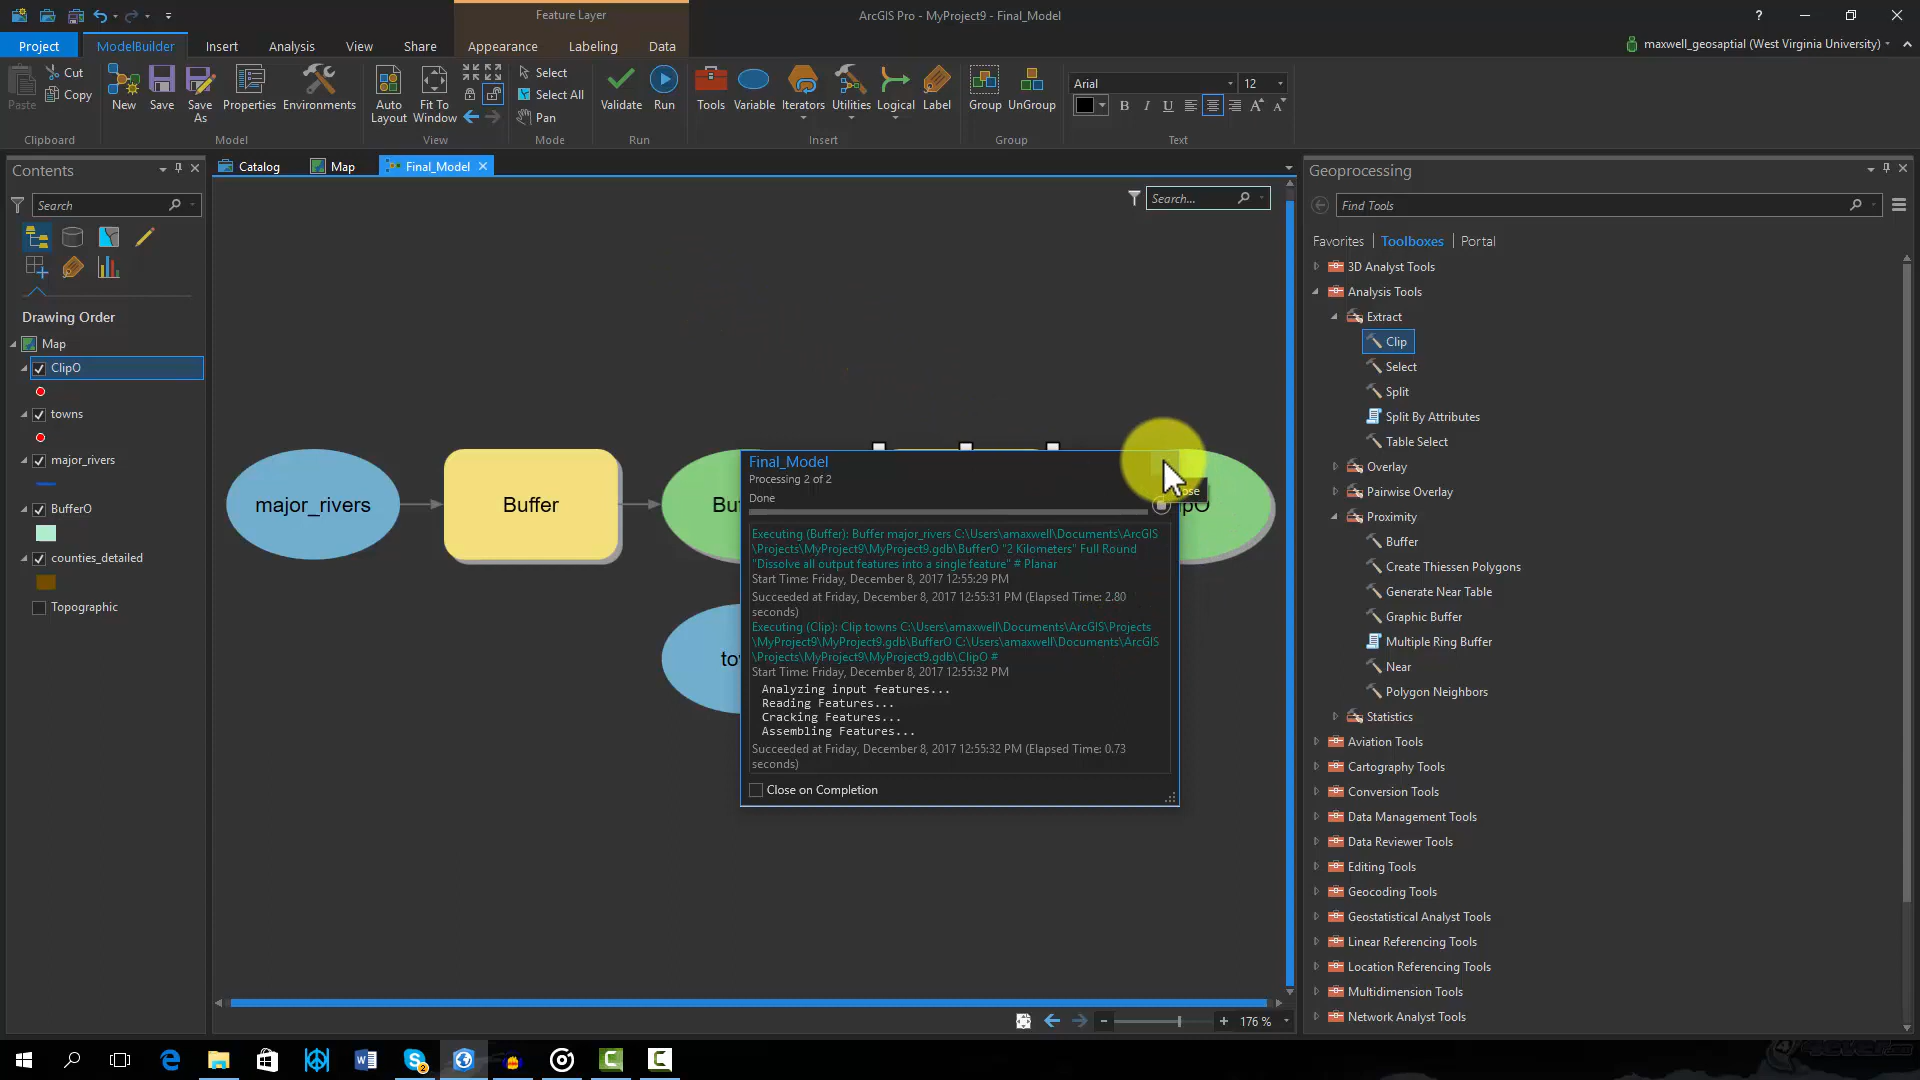 Feature Layer
ArcGIS Pro - MyProject9 - Final_Model
?
Project
ModelBuilder
Insert
Analysis
View
Share
Appearance
Labeling
Data
maxwell_geosaptial (West Virginia University)
Paste
Cut
Copy
Clipboard
New
Save
Save As
Properties
Environments
Model
Auto Layout
Fit To Window
View
Select
Select All
Pan
Mode
Validate
Run
Run
Tools
Variable
Iterators
Utilities
Logical
Label
Insert
Group
UnGroup
Group
Arial
12
B I U
A A
Text
Contents
Search
Drawing Order
Map
ClipO
towns
major_rivers
BufferO
counties_detailed
Topographic
Catalog
Map
Final_Model
Search...
major_rivers
Buffer
Final_Model
Processing 2 of 2
Done
Executing (Buffer): Buffer major_rivers C:\Users\amaxwell\Documents\ArcGIS
\Projects\MyProject9\MyProject9.gdb\BufferO "2 Kilometers" Full Round
"Dissolve all output features into a single feature" # Planar
Start Time: Friday, December 8, 2017 12:55:29 PM
Succeeded at Friday, December 8, 2017 12:55:31 PM (Elapsed Time: 2.80
seconds)
Executing (Clip): Clip towns C:\Users\amaxwell\Documents\ArcGIS\Projects
\MyProject9\MyProject9.gdb\BufferO C:\Users\amaxwell\Documents\ArcGIS
\Projects\MyProject9\MyProject9.gdb\ClipO #
Start Time: Friday, December 8, 2017 12:55:32 PM
Analyzing input features...
Reading Features...
Cracking Features...
Assembling Features...
Succeeded at Friday, December 8, 2017 12:55:32 PM (Elapsed Time: 0.73
seconds)
Close on Completion
176 %
Geoprocessing
Find Tools
Favorites | Toolboxes | Portal
3D Analyst Tools
Analysis Tools
Extract
Clip
Select
Split
Split By Attributes
Table Select
Overlay
Pairwise Overlay
Proximity
Buffer
Create Thiessen Polygons
Generate Near Table
Graphic Buffer
Multiple Ring Buffer
Near
Polygon Neighbors
Statistics
Aviation Tools
Cartography Tools
Conversion Tools
Data Management Tools
Data Reviewer Tools
Editing Tools
Geocoding Tools
Geostatistical Analyst Tools
Linear Referencing Tools
Location Referencing Tools
Multidimension Tools
Network Analyst Tools